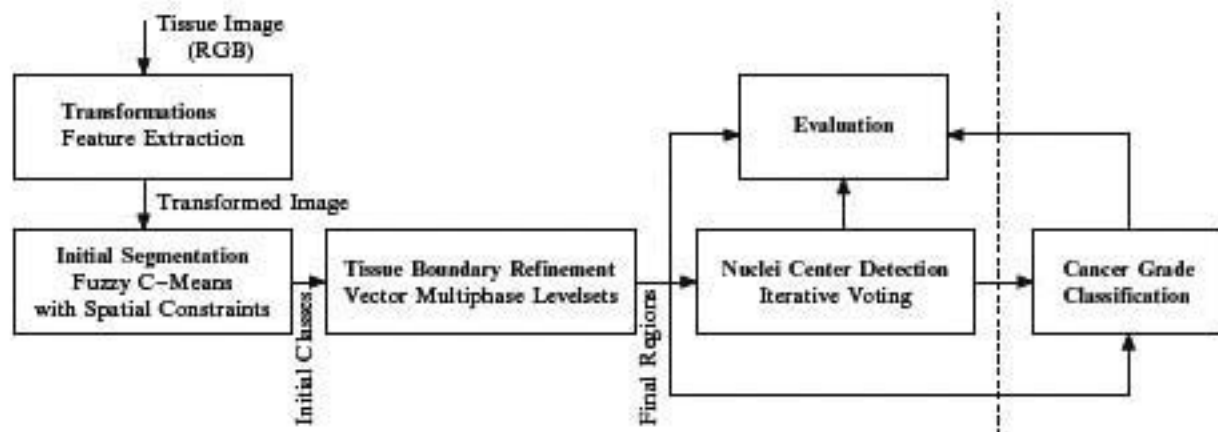 Tissue Image
(RGB)
Transformations
Feature Extraction
Transformed Image
Initial Segmentation
Fuzzy C-Means
with Spatial Constraints
Initial Classes
Tissue Boundary Refinement
Vector Multiphase Levelsets
Final Regions
Evaluation
Nuclei Center Detection
Iterative Voting
Cancer Grade
Classification